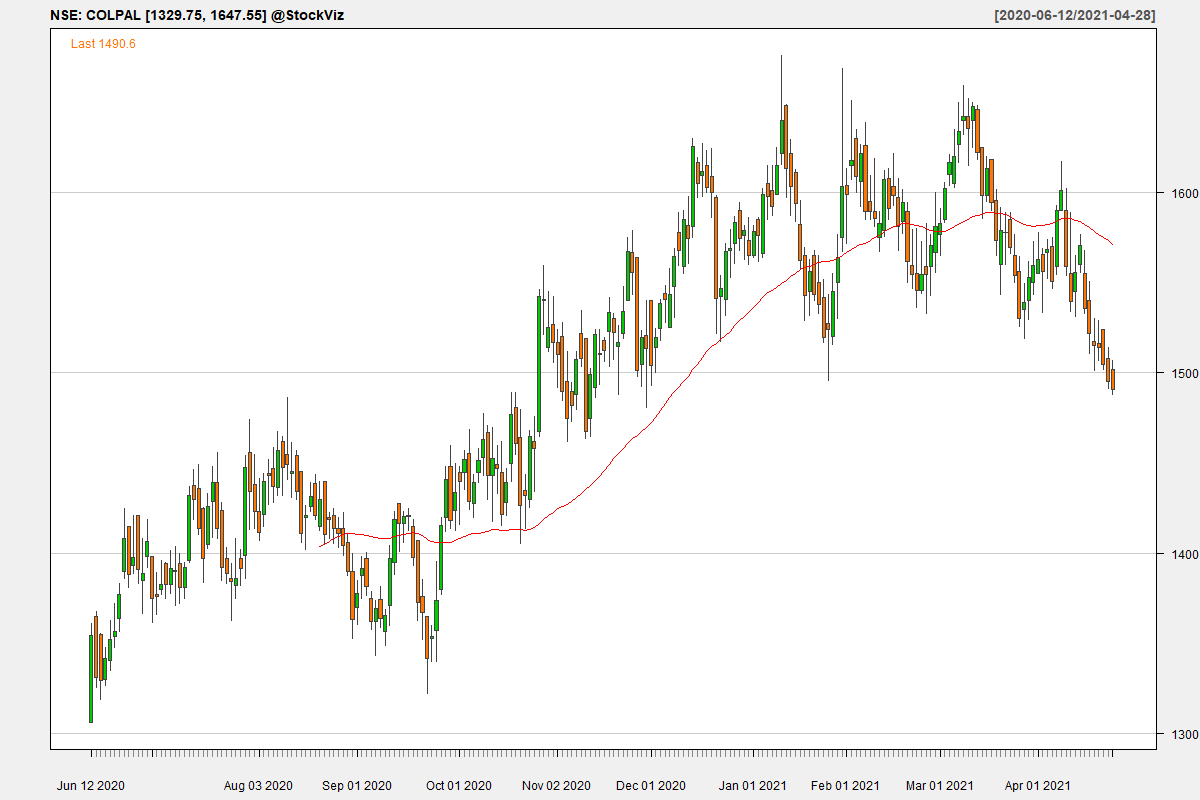 NSE: COLPAL [1329.75, 1647.55] @StockViz
[2020-06-12/2021-04-28]
Last 1490.6
1600
1500
1400
1300
Jun 12 2020
Aug 03 2020
Sep 01 2020
Oct 01 2020
Nov 02 2020
Dec 01 2020
Jan 01 2021
Feb 01 2021
Mar 01 2021
Apr 01 2021